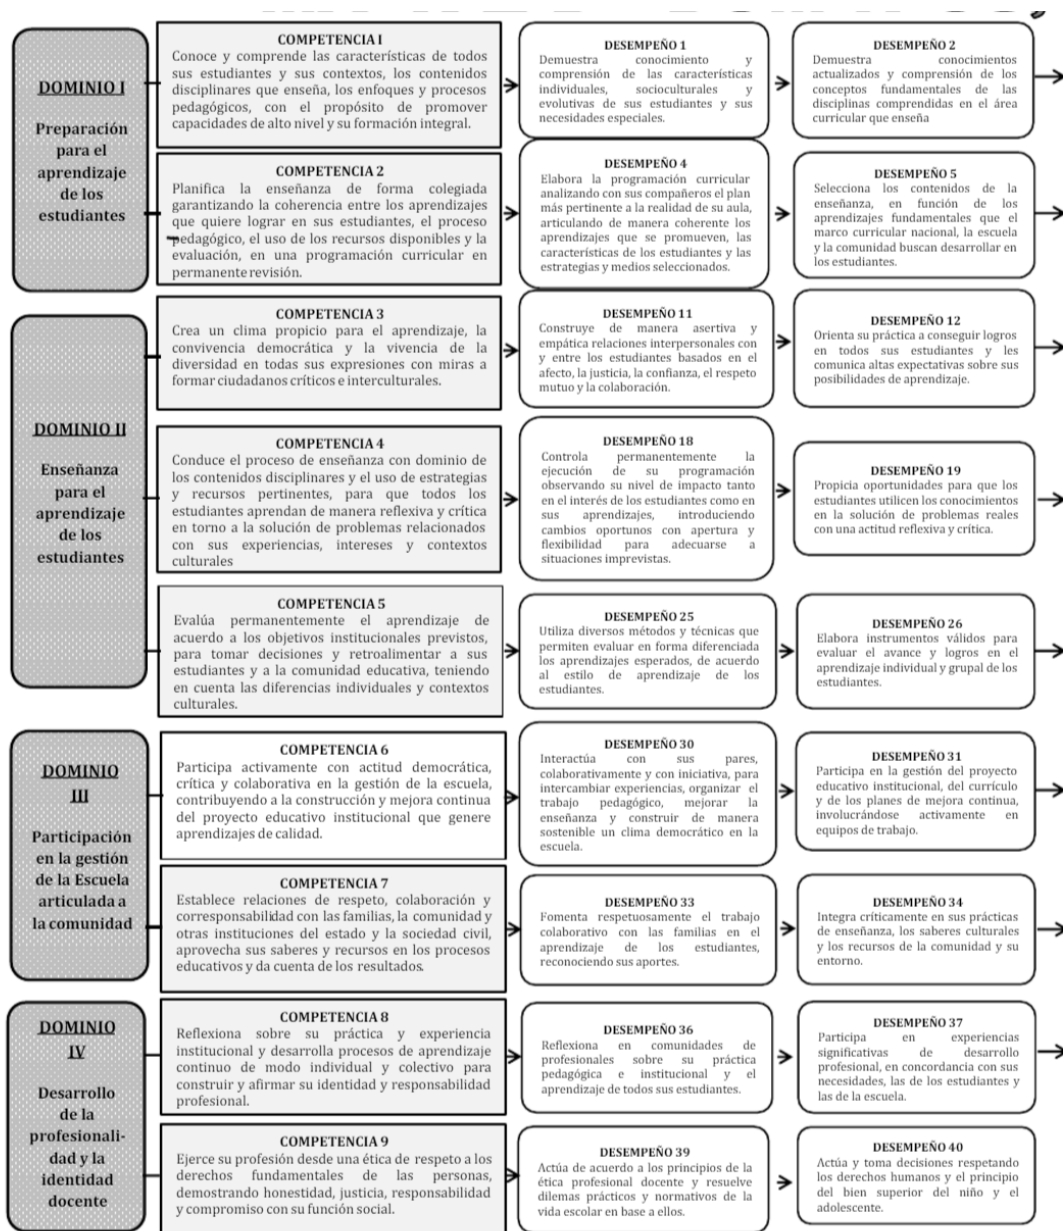 DOMINIO I
Preparación
para el
aprendizaje
de los
estudiantes
COMPETENCIA I
Conoce y comprende las características de todos
sus estudiantes y sus contextos, los contenidos
disciplinares que enseña, los enfoques y procesos
pedagógicos, con el propósito de promover
capacidades de alto nivel y su formación integral.
DESEMPEÑO 1
Demuestra conocimiento y
comprensión de las características
individuales, socioculturales y
evolutivas de sus estudiantes y sus
necesidades especiales.
DESEMPEÑO 2
Demuestra conocimientos
actualizados y comprensión de los
conceptos fundamentales de las
disciplinas comprendidas en el área
curricular que enseña
COMPETENCIA 2
Planifica la enseñanza de forma colegiada
garantizando la coherencia entre los aprendizajes
que quiere lograr en sus estudiantes, el proceso
pedagógico, el uso de los recursos disponibles y la
evaluación, en una programación curricular en
permanente revisión.
DESEMPEÑO 4
Elabora la programación curricular
analizando con sus compañeros el plan
más pertinente a la realidad de su aula,
articulando de manera coherente los
aprendizajes que se promueven, las
características de los estudiantes y las
estrategias y medios seleccionados.
DESEMPEÑO 5
Selecciona los contenidos de la
enseñanza, en función de los
aprendizajes fundamentales que el
marco curricular nacional, la escuela
y la comunidad buscan desarrollar en
los estudiantes.
DOMINIO II
Enseñanza
para el
aprendizaje
de los
estudiantes
COMPETENCIA 3
Crea un clima propicio para el aprendizaje, la
convivencia democrática y la vivencia de la
diversidad en todas sus expresiones con miras a
formar ciudadanos críticos e interculturales.
DESEMPEÑO 11
Construye de manera asertiva y
empática relaciones interpersonales con
y entre los estudiantes basados en el
afecto, la justicia, la confianza, el respeto
mutuo y la colaboración.
DESEMPEÑO 12
Orienta su práctica a conseguir logros
en todos sus estudiantes y les
comunica altas expectativas sobre sus
posibilidades de aprendizaje.
COMPETENCIA 4
Conduce el proceso de enseñanza con dominio de
los contenidos disciplinares y el uso de estrategias
y recursos pertinentes, para que todos los
estudiantes aprendan de manera reflexiva y crítica
en torno a la solución de problemas relacionados
con sus experiencias, intereses y contextos
culturales
DESEMPEÑO 18
Controla permanentemente la
ejecución de su programación
observando su nivel de impacto tanto
en el interés de los estudiantes como en
sus aprendizajes, introduciendo
cambios oportunos con apertura y
flexibilidad para adecuarse a
situaciones imprevistas.
DESEMPEÑO 19
Propicia oportunidades para que los
estudiantes utilicen los conocimientos
en la solución de problemas reales
con una actitud reflexiva y crítica.
COMPETENCIA 5
Evalúa permanentemente el aprendizaje de
acuerdo a los objetivos institucionales previstos,
para tomar decisiones y retroalimentar a sus
estudiantes y a la comunidad educativa, teniendo
en cuenta las diferencias individuales y contextos
culturales.
DESEMPEÑO 25
Utiliza diversos métodos y técnicas que
permiten evaluar en forma diferenciada
los aprendizajes esperados, de acuerdo
al estilo de aprendizaje de los
estudiantes.
DESEMPEÑO 26
Elabora instrumentos válidos para
evaluar el avance y logros en el
aprendizaje individual y grupal de los
estudiantes.
DOMINIO
III
Participación
en la gestión
de la Escuela
articulada a
la comunidad
COMPETENCIA 6
Participa activamente con actitud democrática,
crítica y colaborativa en la gestión de la escuela,
contribuyendo a la construcción y mejora continua
del proyecto educativo institucional que genere
aprendizajes de calidad.
DESEMPEÑO 30
Interactúa con sus pares,
colaborativamente y con iniciativa, para
intercambiar experiencias, organizar el
trabajo pedagógico, mejorar la
enseñanza y construir de manera
sostenible un clima democrático en la
escuela.
DESEMPEÑO 31
Participa en la gestión del proyecto
educativo institucional, del currículo
y de los planes de mejora continua,
involucrándose activamente en
equipos de trabajo.
COMPETENCIA 7
Establece relaciones de respeto, colaboración y
corresponsabilidad con las familias, la comunidad y
otras instituciones del estado y la sociedad civil,
aprovecha sus saberes y recursos en los procesos
educativos y da cuenta de los resultados.
DESEMPEÑO 33
Fomenta respetuosamente el trabajo
colaborativo con las familias en el
aprendizaje de los estudiantes,
reconociendo sus aportes.
DESEMPEÑO 34
Integra críticamente en sus prácticas
de enseñanza, los saberes culturales
y los recursos de la comunidad y su
entorno.
DOMINIO
IV
Desarrollo
de la
profesionali-
dad y la
identidad
docente
COMPETENCIA 8
Reflexiona sobre su práctica y experiencia
institucional y desarrolla procesos de aprendizaje
continuo de modo individual y colectivo para
construir y afirmar su identidad y responsabilidad
profesional.
DESEMPEÑO 36
Reflexiona en comunidades de
profesionales sobre su práctica
pedagógica e institucional y el
aprendizaje de todos sus estudiantes.
DESEMPEÑO 37
Participa en experiencias
significativas de desarrollo
profesional, en concordancia con sus
necesidades, las de los estudiantes y
las de la escuela.
COMPETENCIA 9
Ejerce su profesión desde una ética de respeto a los
derechos fundamentales de las personas,
demostrando honestidad, justicia, responsabilidad
y compromiso con su función social.
DESEMPEÑO 39
Actúa de acuerdo a los principios de la
ética profesional docente y resuelve
dilemas prácticos y normativos de la
vida escolar en base a ellos.
DESEMPEÑO 40
Actúa y toma decisiones respetando
los derechos humanos y el principio
del bien superior del niño y el
adolescente.